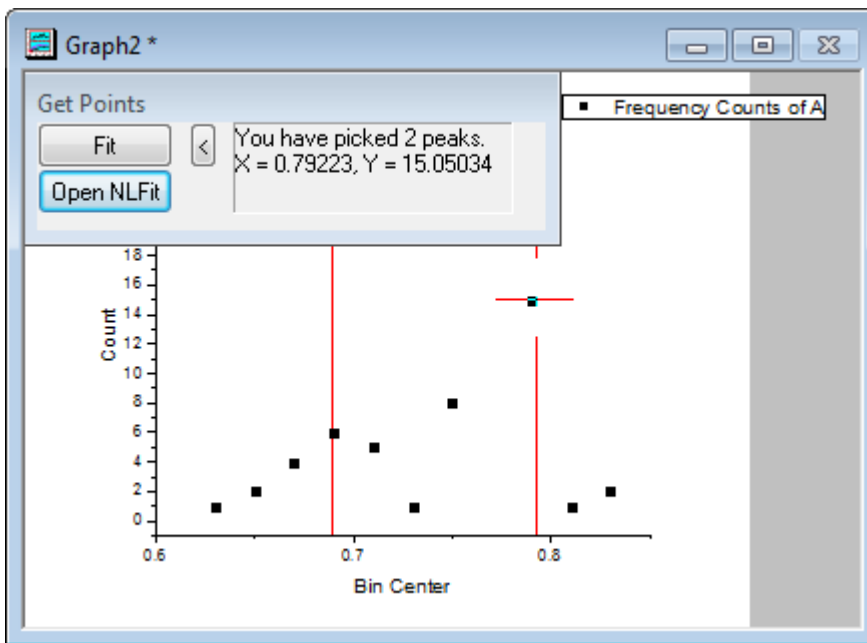 Graph2 *
Get Points
Fit
<
You have picked 2 peaks.
X = 0.79223, Y = 15.05034
Open NLFit
Frequency Counts of A
18
16
14
12
10
8
6
4
2
0
Count
0.6 0.7 0.8
Bin Center